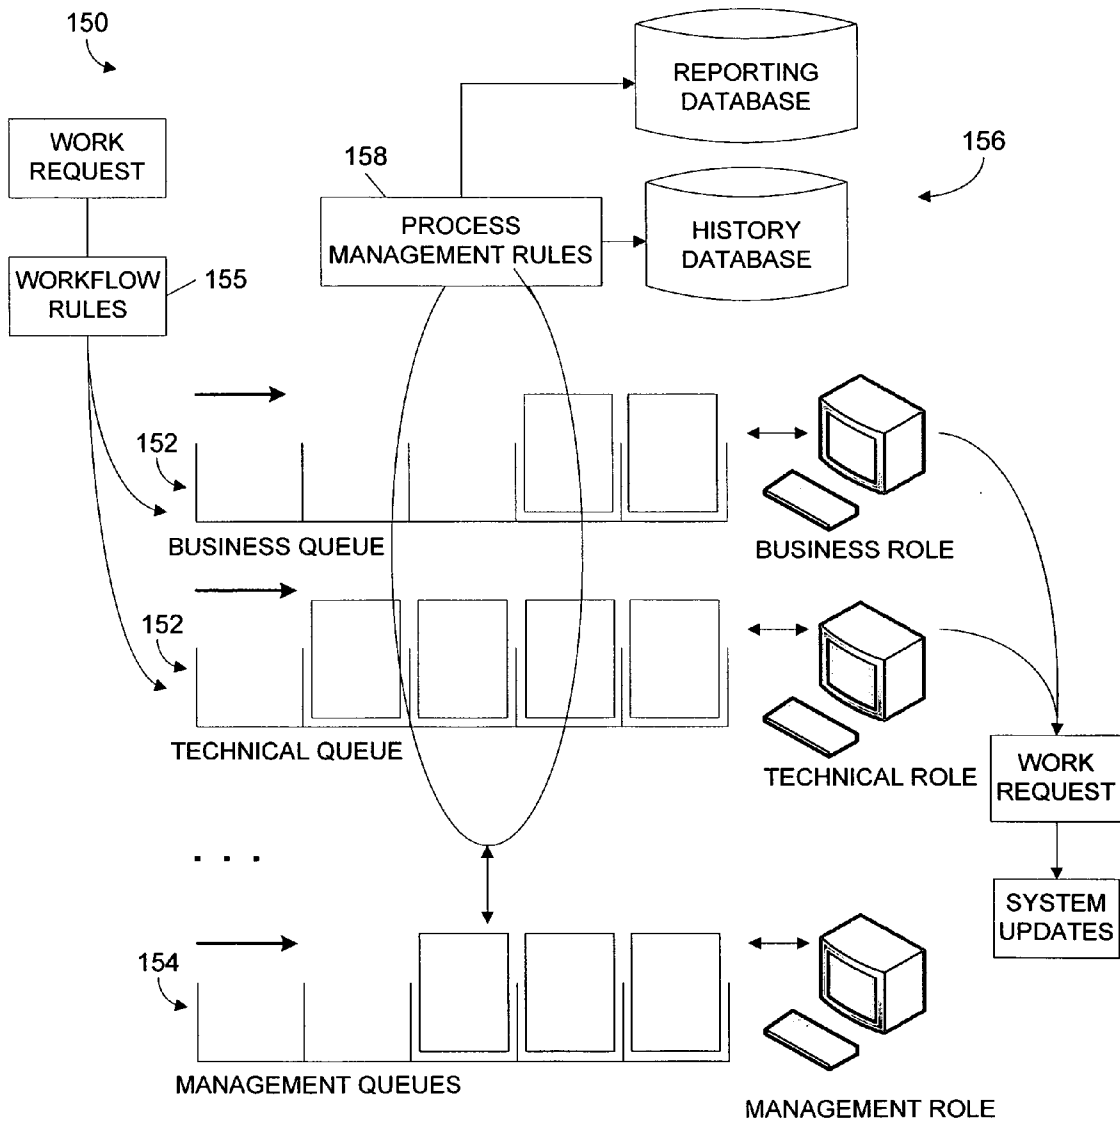 150
REPORTING
DATABASE
WORK
REQUEST
158
156
PROCESS
MANAGEMENT RULES
HISTORY
DATABASE
WORKFLOW
RULES
155
152
BUSINESS QUEUE
BUSINESS ROLE
152
TECHNICAL QUEUE
TECHNICAL ROLE
WORK
REQUEST
. . .
SYSTEM
UPDATES
154
MANAGEMENT QUEUES
MANAGEMENT ROLE